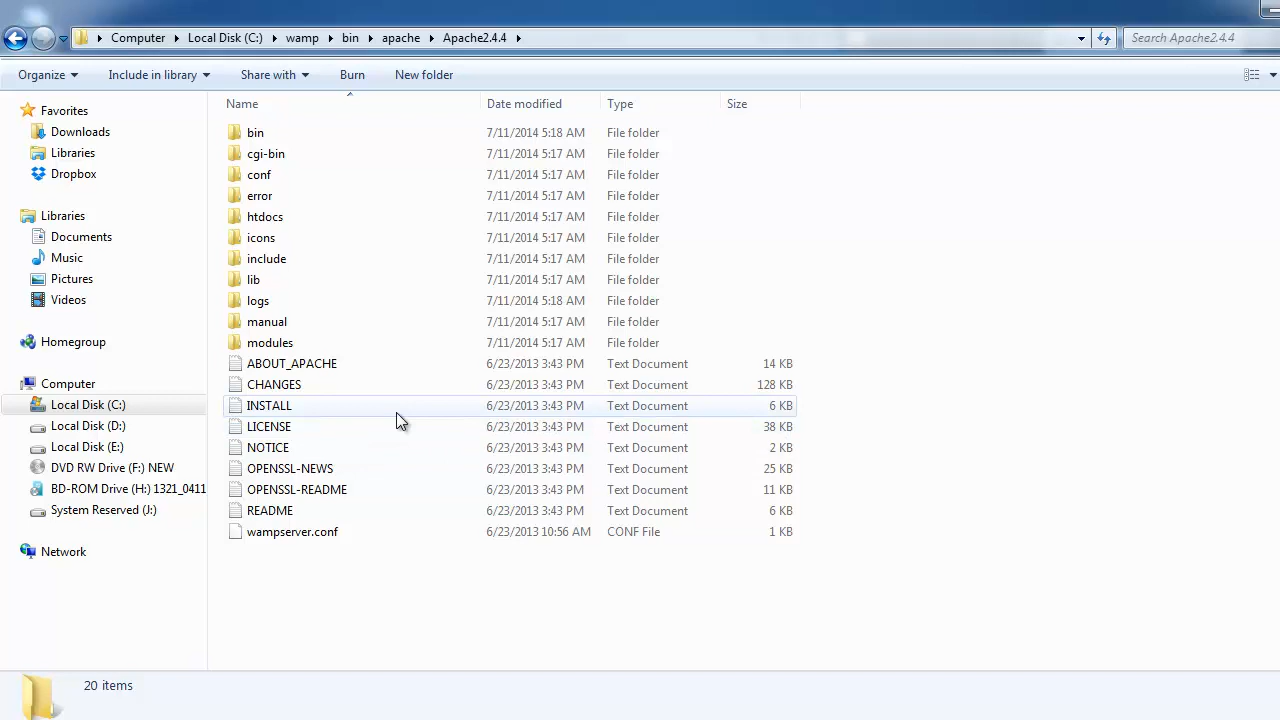 Computer Local Disk (C:) wamp bin apache Apache2.4.4 Search Apache2.4.4
Organize Include in library Share with Burn New folder
Favorites
Downloads
Libraries
Dropbox
Libraries
Documents
Music
Pictures
Videos
Homegroup
Computer
Local Disk (C:)
Local Disk (D:)
Local Disk (E:)
DVD RW Drive (F:) NEW
BD-ROM Drive (H:) 1321_0411
System Reserved (J:)
Network
Name Date modified Type Size
bin 7/11/2014 5:18 AM File folder
cgi-bin 7/11/2014 5:17 AM File folder
conf 7/11/2014 5:17 AM File folder
error 7/11/2014 5:17 AM File folder
htdocs 7/11/2014 5:17 AM File folder
icons 7/11/2014 5:17 AM File folder
include 7/11/2014 5:17 AM File folder
lib 7/11/2014 5:17 AM File folder
logs 7/11/2014 5:18 AM File folder
manual 7/11/2014 5:17 AM File folder
modules 7/11/2014 5:17 AM File folder
ABOUT_APACHE 6/23/2013 3:43 PM Text Document 14 KB
CHANGES 6/23/2013 3:43 PM Text Document 128 KB
INSTALL 6/23/2013 3:43 PM Text Document 6 KB
LICENSE 6/23/2013 3:43 PM Text Document 38 KB
NOTICE 6/23/2013 3:43 PM Text Document 2 KB
OPENSSL-NEWS 6/23/2013 3:43 PM Text Document 25 KB
OPENSSL-README 6/23/2013 3:43 PM Text Document 11 KB
README 6/23/2013 3:43 PM Text Document 6 KB
wampserver.conf 6/23/2013 10:56 AM CONF File 1 KB
20 items